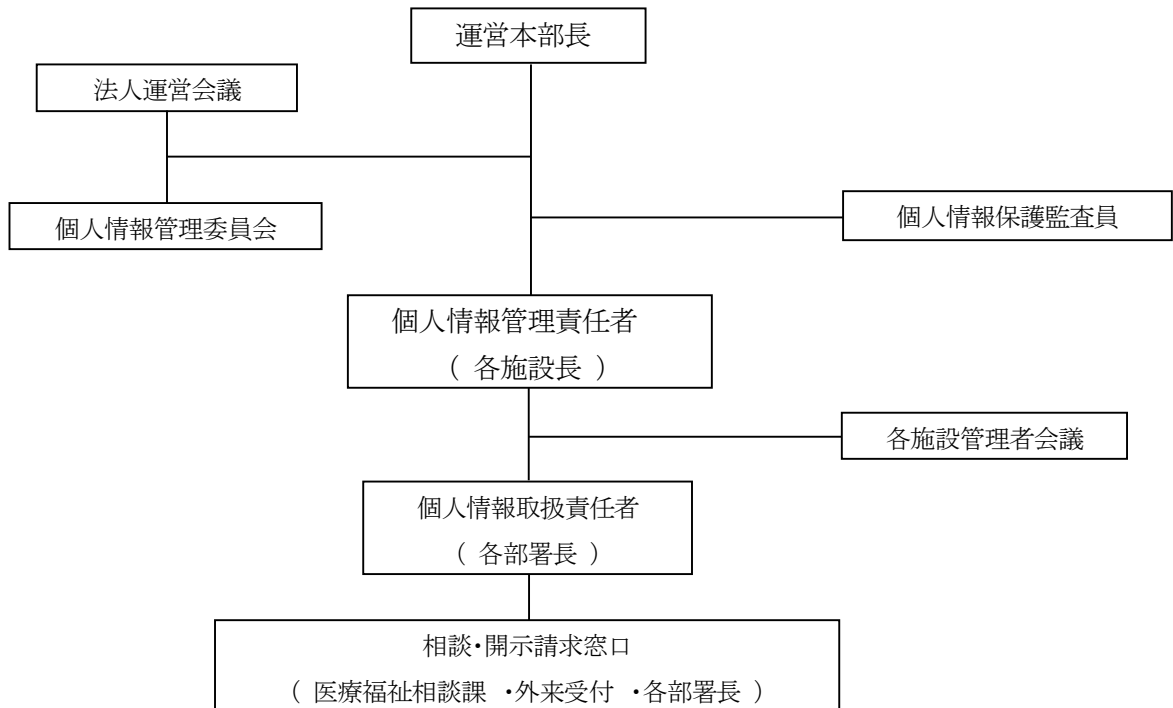 運営本部長
法人運営会議
個人情報管理委員会
個人情報保護監査員
個人情報管理責任者
（ 各施設長 ）
各施設管理者会議
個人情報取扱責任者
（ 各部署長 ）
相談・開示請求窓口
（ 医療福祉相談課 ・外来受付 ・各部署長 ）